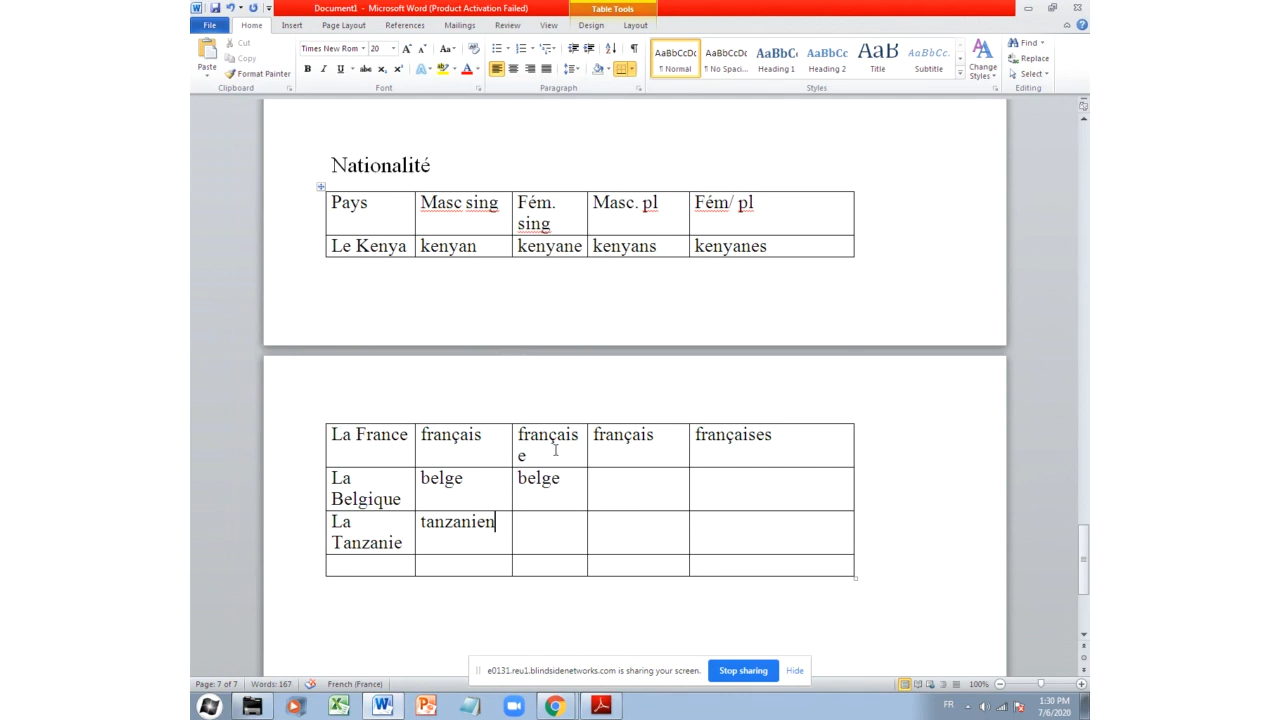 Document1 - Microsoft Word (Product Activation Failed)
Table Tools
File Home Insert Page Layout References Mailings Review View Design Layout
Cut
Copy
Paste
Format Painter
Times New Rom 20
AaBbCcDc AaBbCcDc AaBbC AaBbCc AaB AaBbCc.
¶ Normal ¶ No Spaci... Heading 1 Heading 2 Title Subtitle
Change
Styles
Find
Replace
Select
Clipboard Font Paragraph Styles Editing
Nationalité
Pays Masc sing Fém. sing Masc. pl Fém/ pl
Le Kenya kenyan kenyane kenyans kenyanes
La France français français français françaises
e
La belge belge
Belgique
La tanzanien
Tanzanie
e0131.reu1.blindsidenetworks.com is sharing your screen. Stop sharing Hide
Page: 7 of 7 Words: 167 French (France) 100%
FR 1:30 PM
7/6/2020